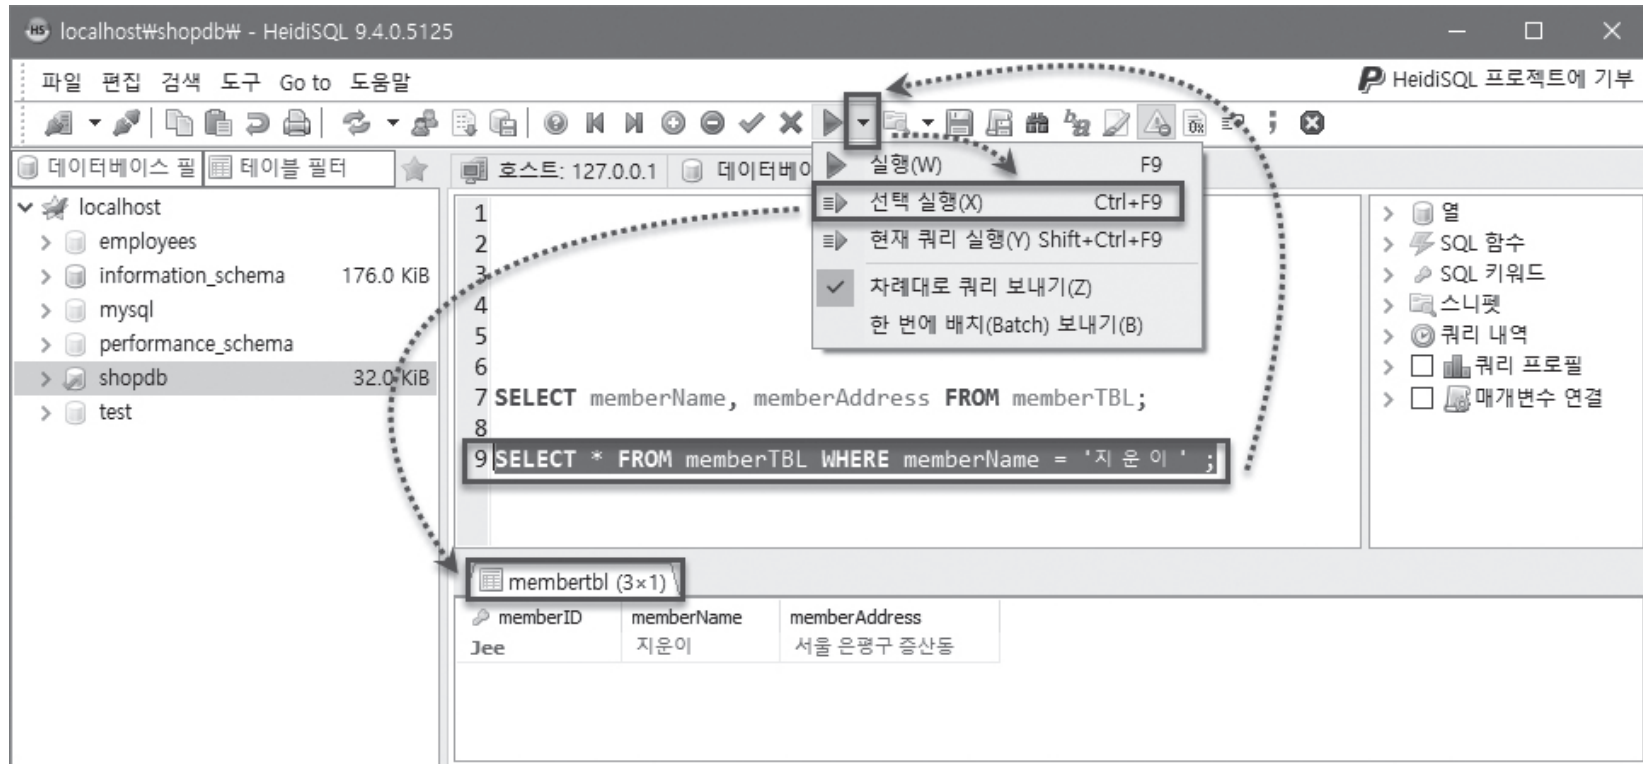 localhost₩shopdb₩ - HeidiSQL 9.4.0.5125
파일 편집 검색 도구 Go to 도움말
HeidiSQL 프로젝트에 기부
데이터베이스 필 테이블 필터
호스트: 127.0.0.1 데이터베이
실행(W) F9
선택 실행(X) Ctrl+F9
현재 쿼리 실행(Y) Shift+Ctrl+F9
차례대로 쿼리 보내기(Z)
한 번에 배치(Batch) 보내기(B)
localhost
employees
information_schema 176.0 KiB
mysql
performance_schema
shopdb 32.0 KiB
test
1
2
3
4
5
6
7 SELECT memberName, memberAddress FROM memberTBL;
8
9 SELECT * FROM memberTBL WHERE memberName = '지운이' ;
열
SQL 함수
SQL 키워드
스니펫
쿼리 내역
쿼리 프로필
매개변수 연결
membertbl (3×1)
memberID memberName memberAddress
Jee 지운이 서울 은평구 증산동